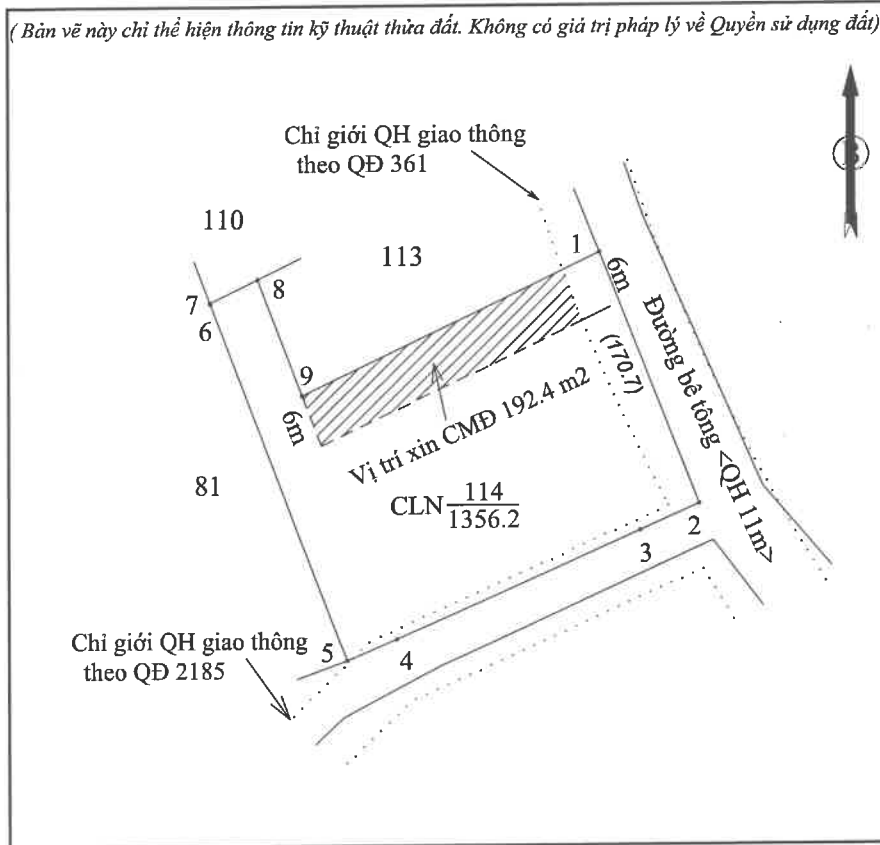 ( Bản vẽ này chỉ thể hiện thông tin kỹ thuật thửa đất. Không có giá trị pháp lý về Quyền sử dụng đất)
Chỉ giới QH giao thông
theo QĐ 361
B
110
113
1
6m
7
8
6
9
6m
Đường bê tông <QH 11m>
(170.7)
Vị trí xin CMĐ 192.4 m2
81
CLN 114
1356.2
2
3
Chỉ giới QH giao thông
theo QĐ 2185
5
4